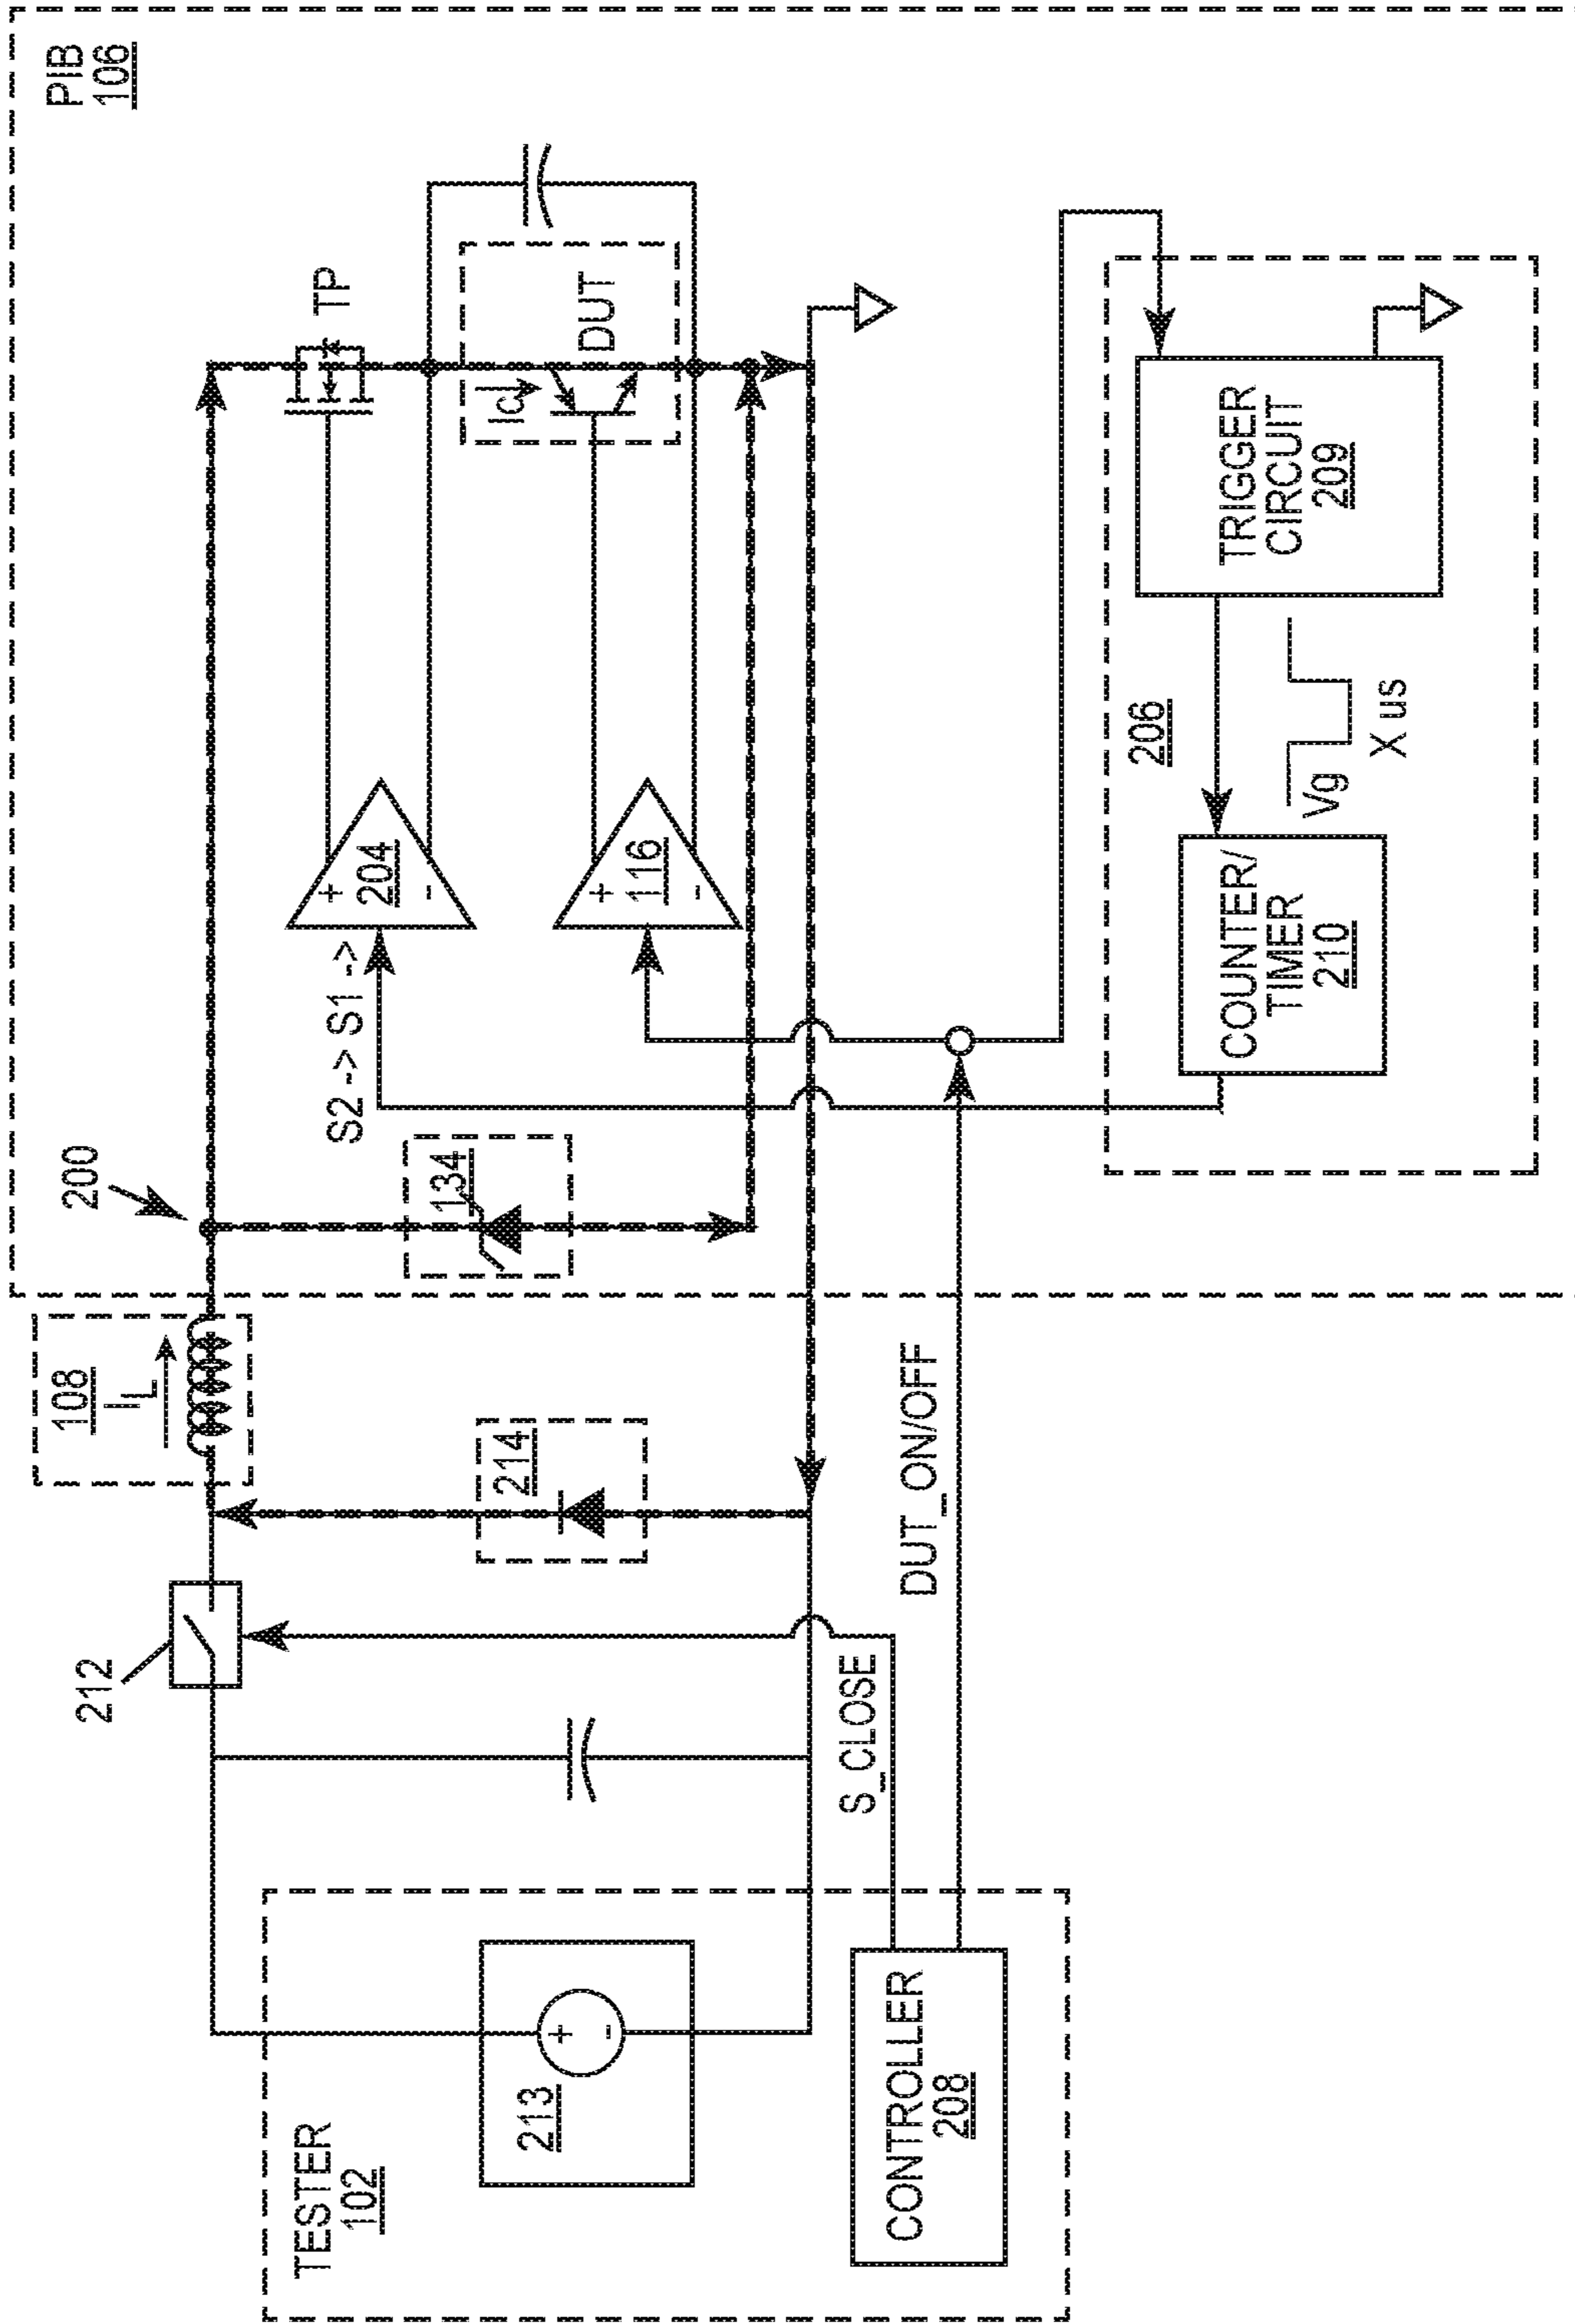 PIB
106
TP
Ic
DUT
+
204
-
+
116
-
S2 -> S1 ->
200
134
108
IL
214
212
206
TRIGGER
CIRCUIT
209
Vg
X us
COUNTER/
TIMER
210
DUT_ON/OFF
S_CLOSE
TESTER
102
213
+
-
CONTROLLER
208